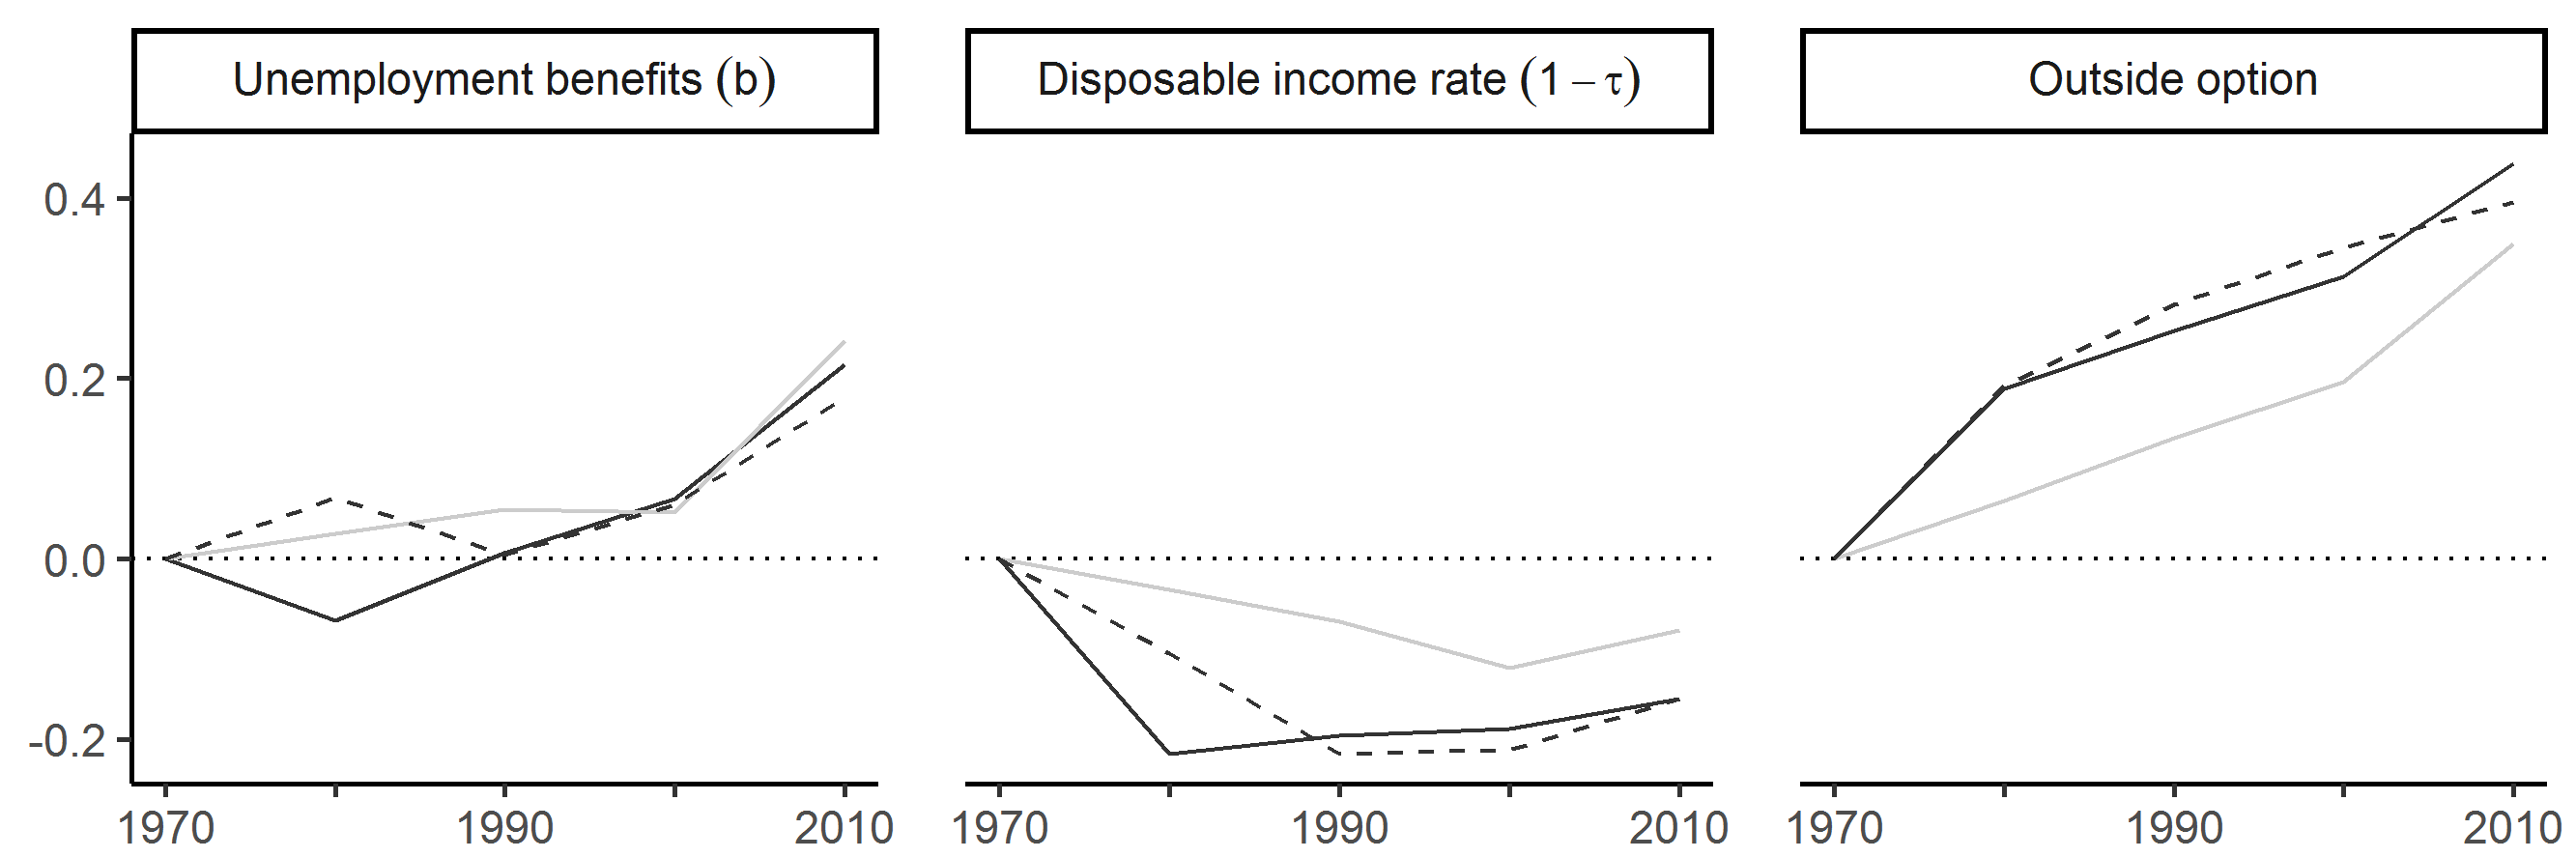 Unemployment benefits (b)
Disposable income rate (1 – τ)
Outside option
0.4
0.2
0.0
-0.2
1970 1990 2010
1970 1990 2010
1970 1990 2010